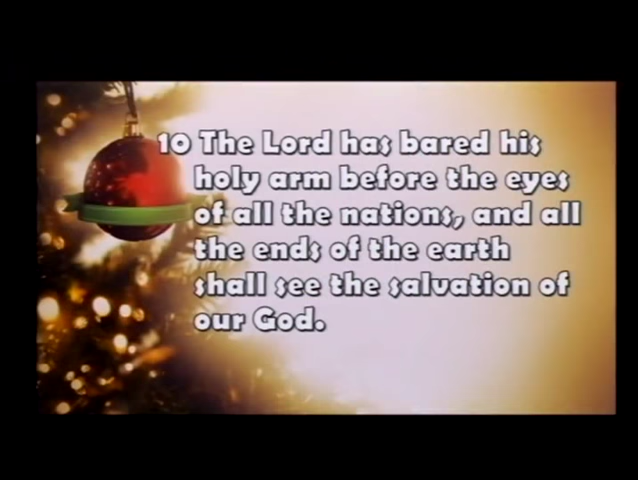 10 The Lord has bared his
holy arm before the eyes
of all the nations, and all
the ends of the earth
shall see the salvation of
our God.